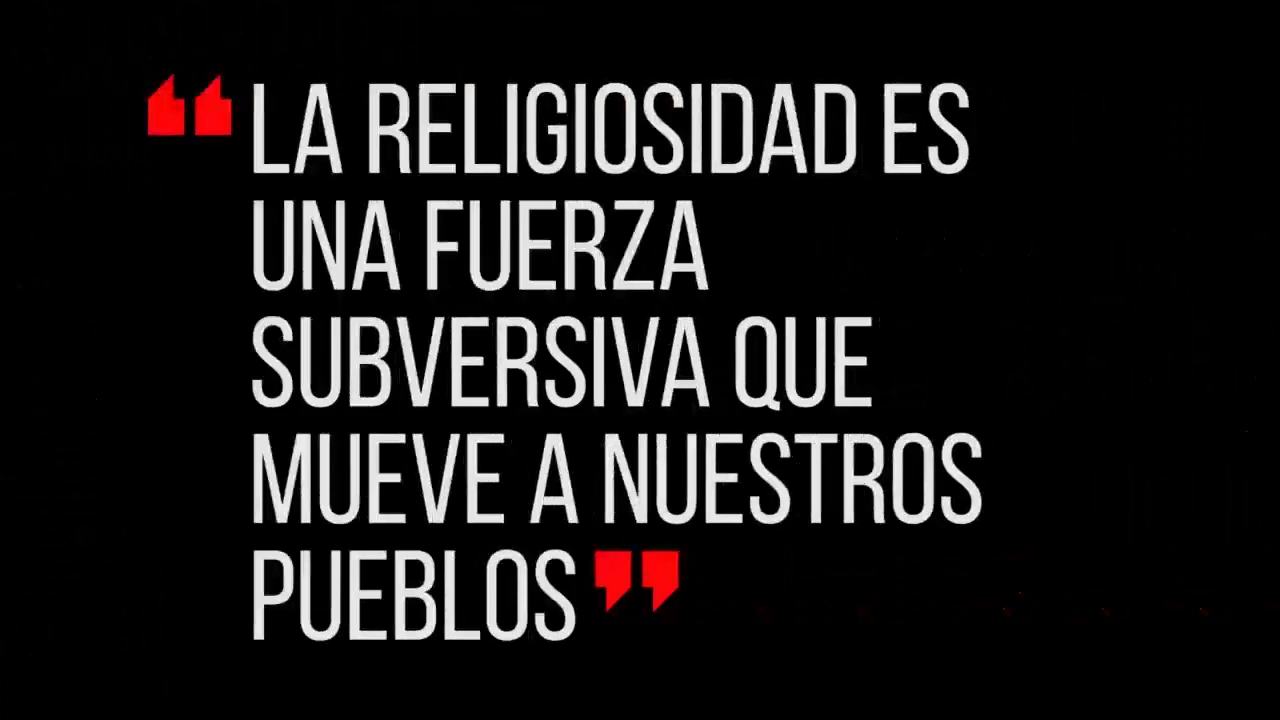 “LA RELIGIOSIDAD ES
UNA FUERZA
SUBVERSIVA QUE
MUEVE A NUESTROS
PUEBLOS”